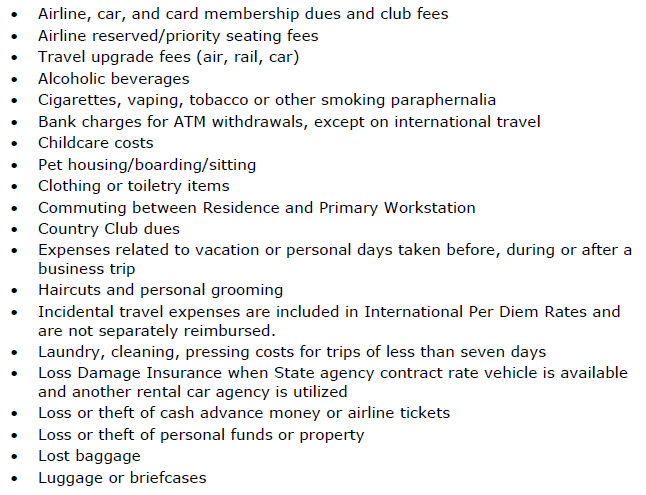 • Airline, car, and card membership dues and club fees
• Airline reserved/priority seating fees
• Travel upgrade fees (air, rail, car)
• Alcoholic beverages
• Cigarettes, vaping, tobacco or other smoking paraphernalia
• Bank charges for ATM withdrawals, except on international travel
• Childcare costs
• Pet housing/boarding/sitting
• Clothing or toiletry items
• Commuting between Residence and Primary Workstation
• Country Club dues
• Expenses related to vacation or personal days taken before, during or after a
business trip
• Haircuts and personal grooming
• Incidental travel expenses are included in International Per Diem Rates and
are not separately reimbursed.
• Laundry, cleaning, pressing costs for trips of less than seven days
• Loss Damage Insurance when State agency contract rate vehicle is available
and another rental car agency is utilized
• Loss or theft of cash advance money or airline tickets
• Loss or theft of personal funds or property
• Lost baggage
• Luggage or briefcases